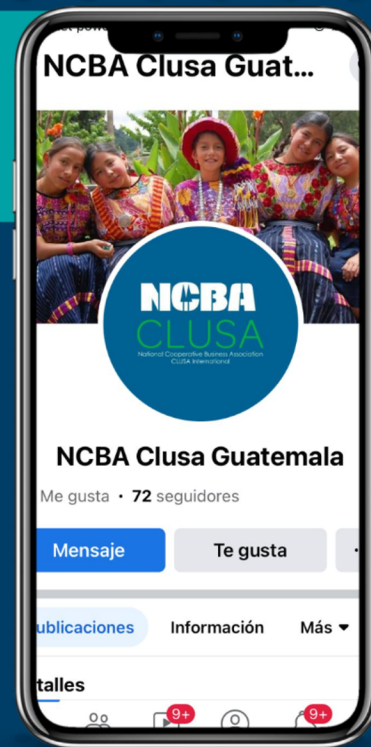 NCBA Clusa Guat...
NCBA
CLUSA
National Cooperative Business Association
CLUSA International
NCBA Clusa Guatemala
Me gusta • 72 seguidores
Mensaje
Te gusta
ublicaciones
Información
Más
talles
9+
9+